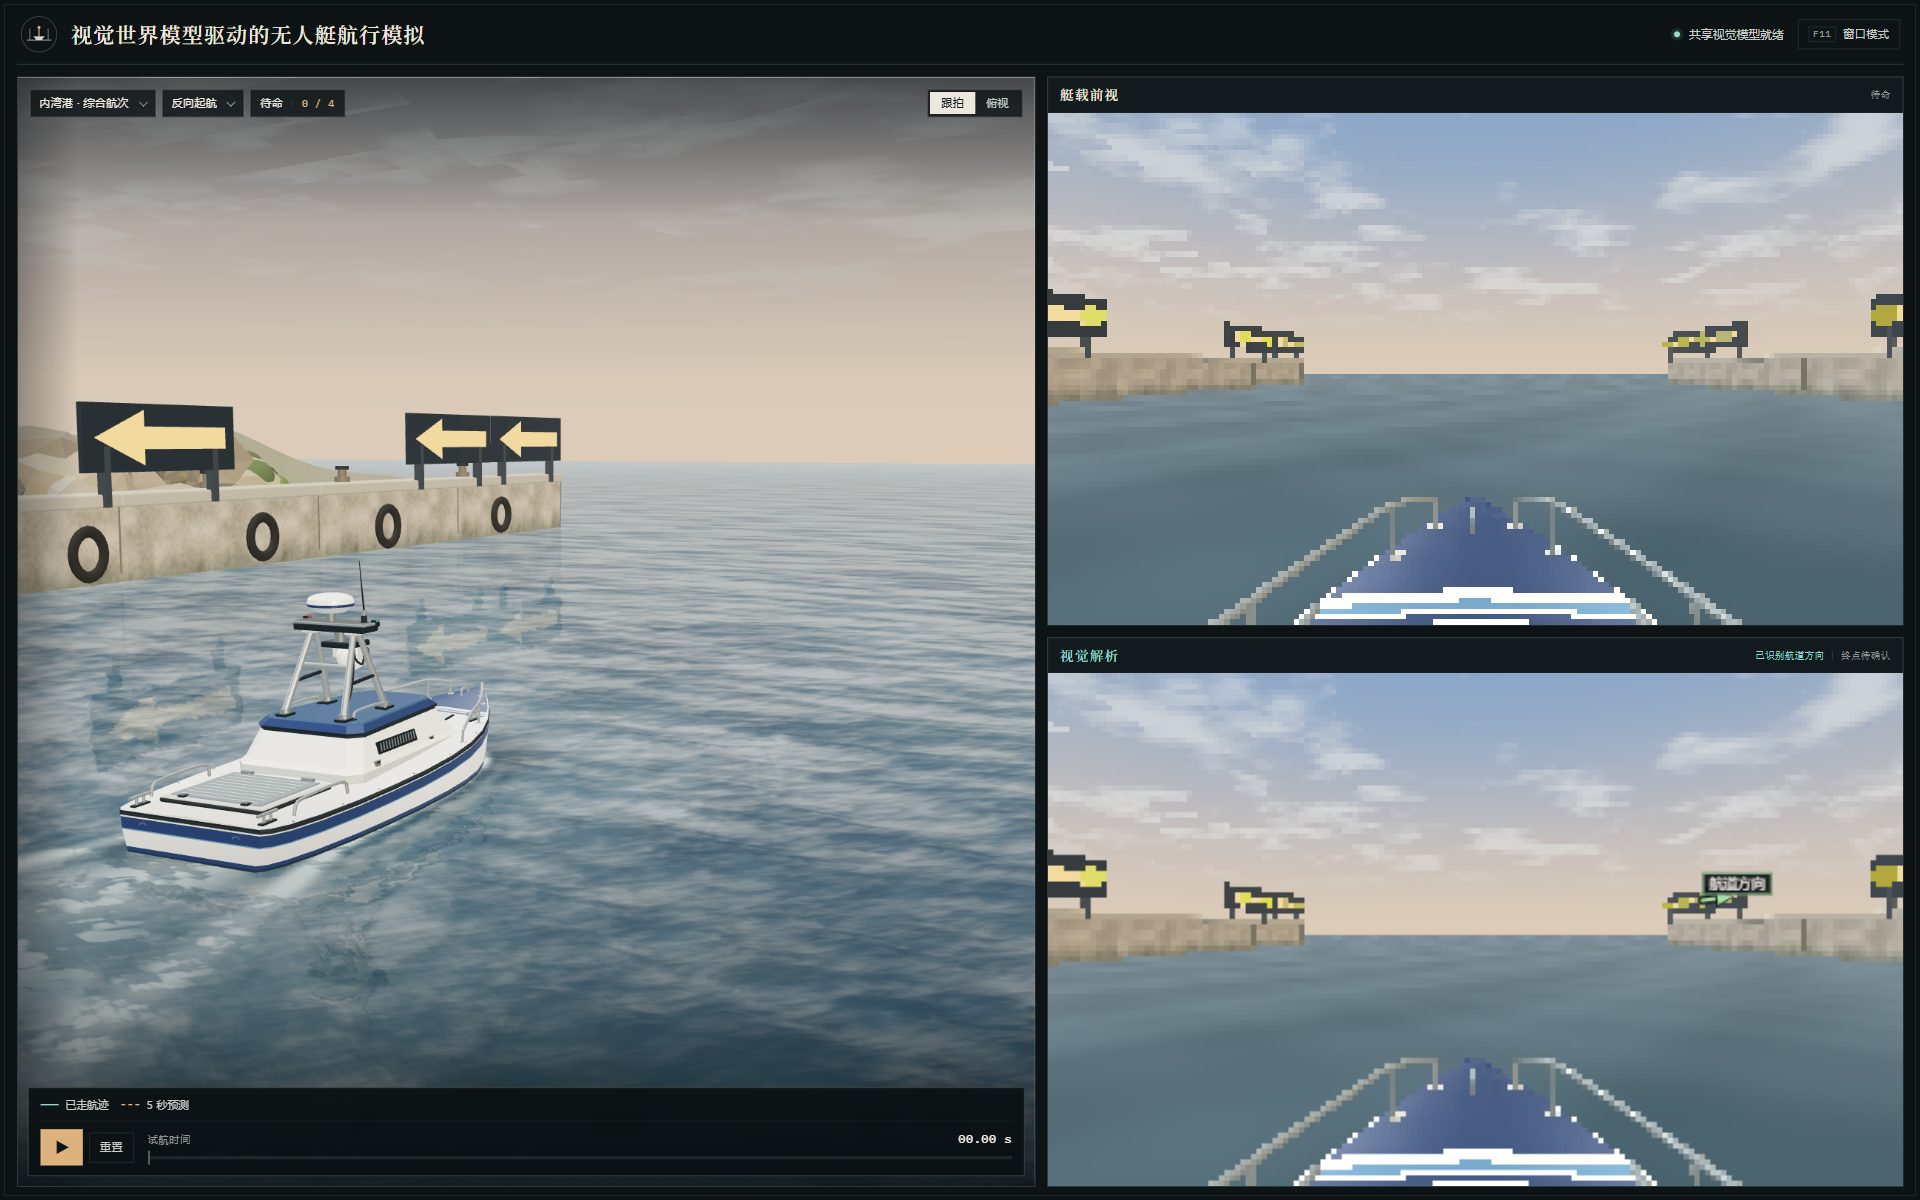 视觉世界模型驱动的无人艇航行模拟
共享视觉模型就绪
F11 窗口模式
内湾港 · 综合航次
反向起航
待命 0 / 4
跟拍 俯视
艇载前视
待命
视觉解析
已识别航道方向 终点待确认
航道方向
已走航迹 5 秒预测
重置
试航时间
00.00 s